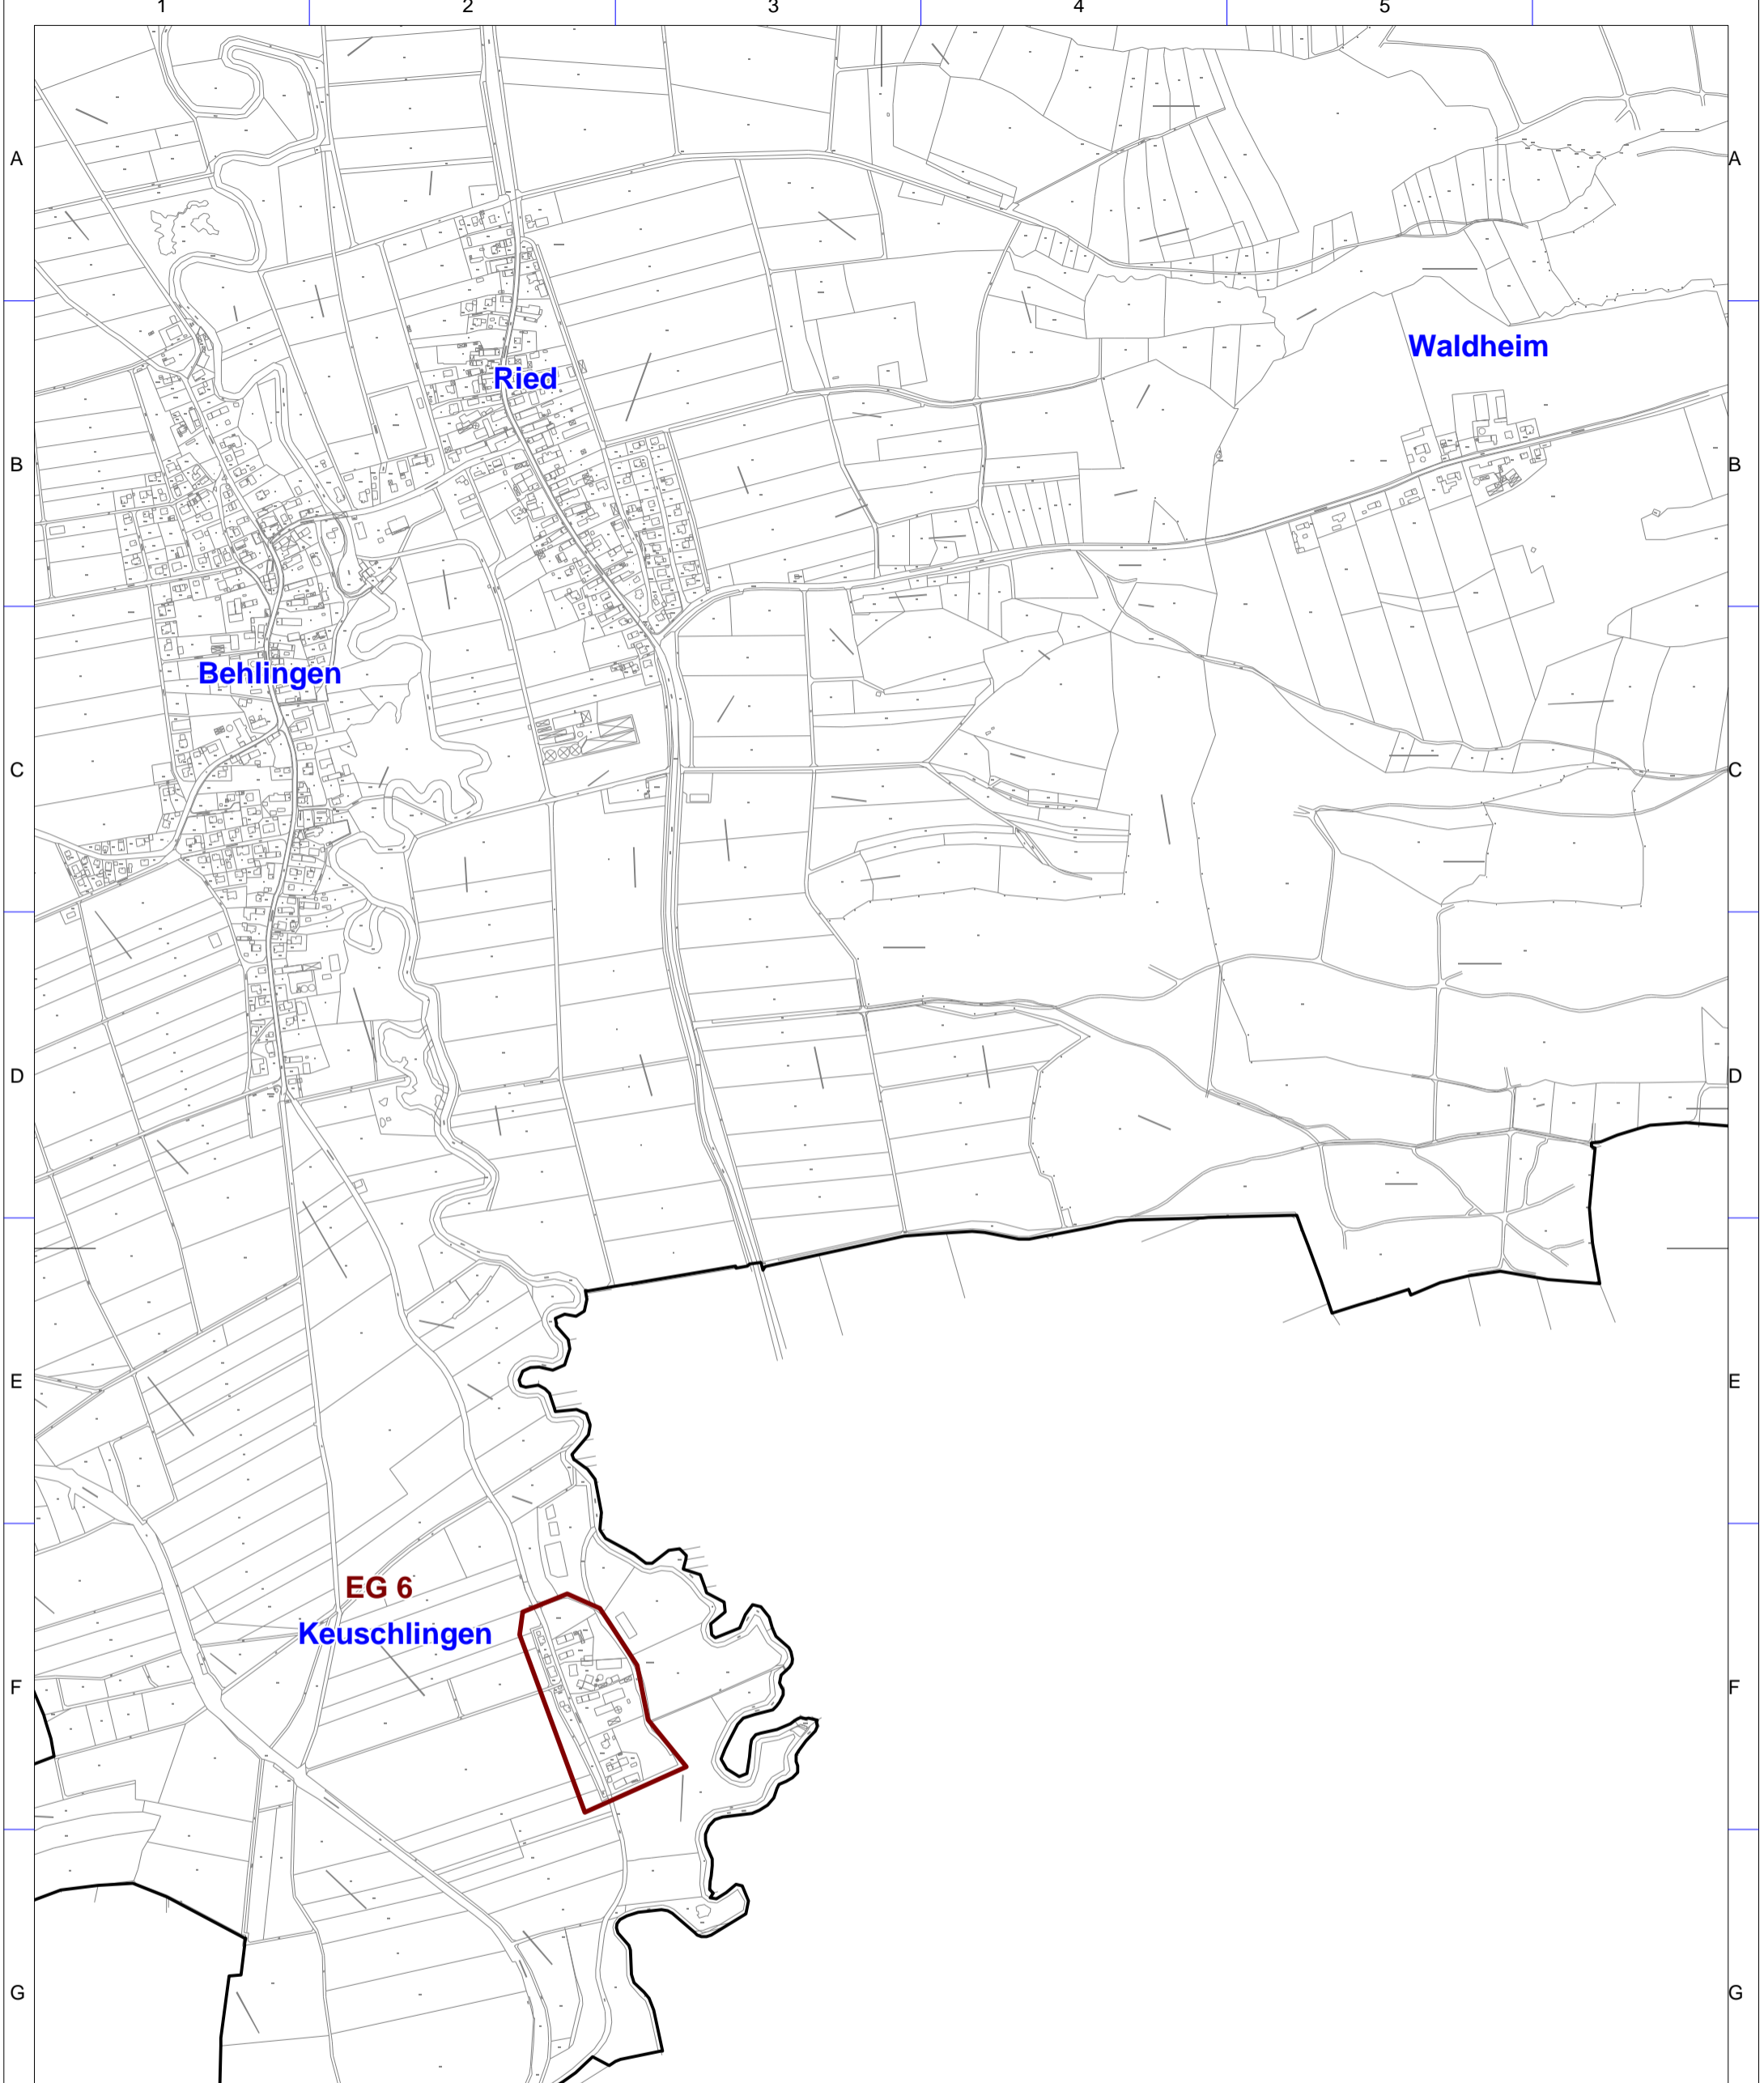 1 2 3 4 5
A A
Waldheim
Ried
B B
Behlingen
C C
D D
E E
EG 6
Keuschlingen
F F
G G